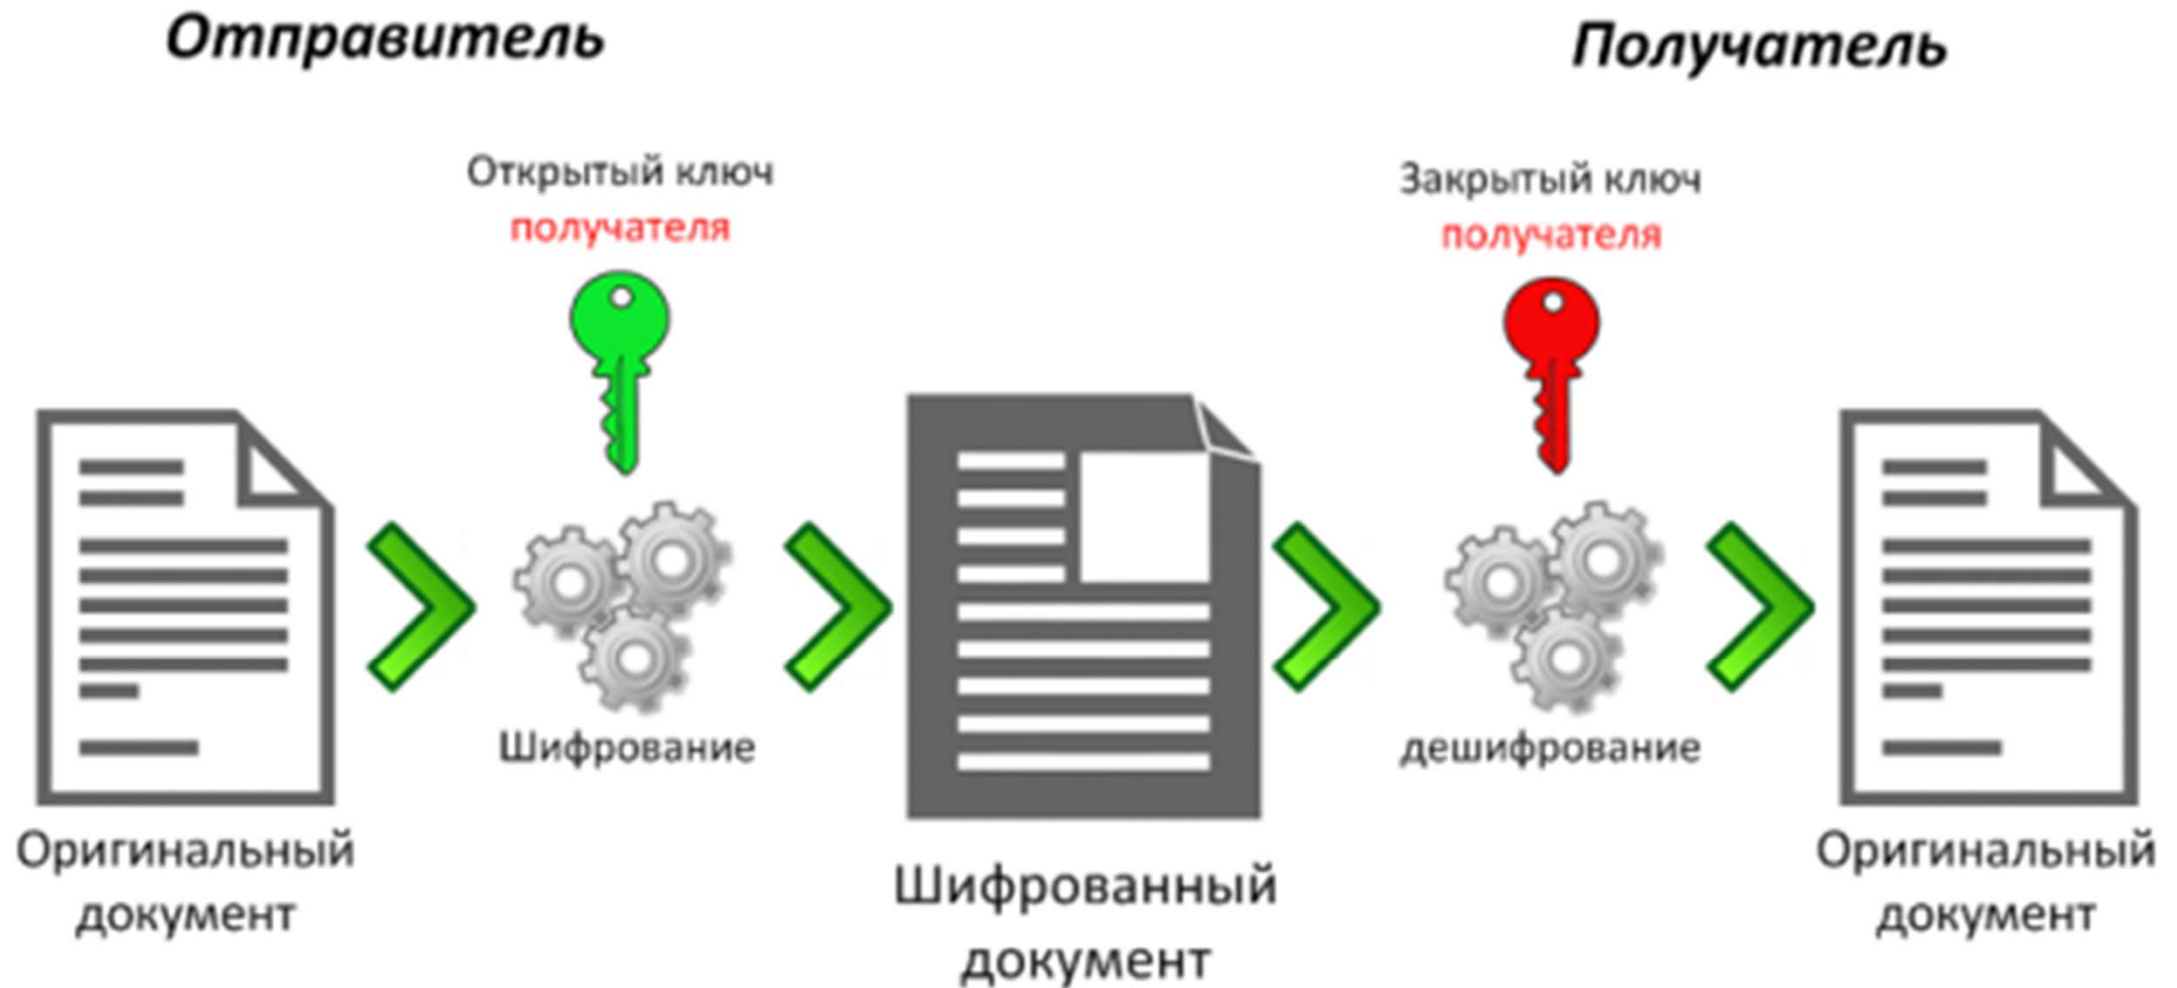 Отправитель
Получатель
Открытый ключ
получателя
Закрытый ключ
получателя
Шифрование
дешифрование
Оригинальный
документ
Шифрованный
документ
Оригинальный
документ